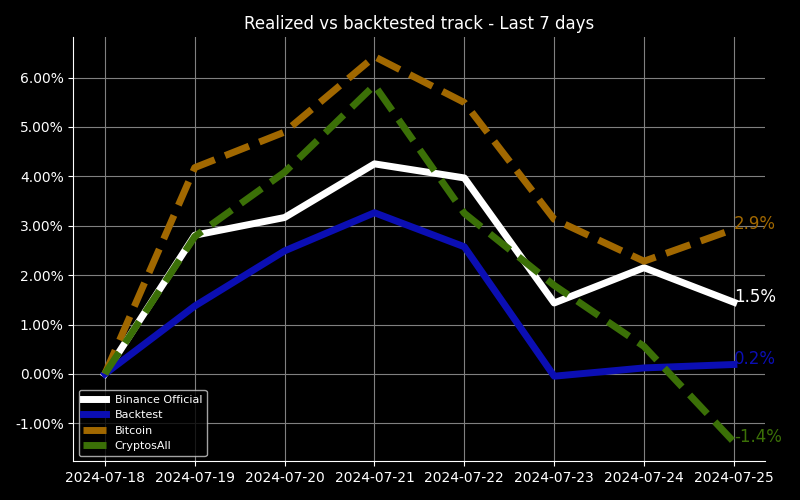 Realized vs backtested track - Last 7 days
6.00%
5.00%
4.00%
3.00%
2.00%
1.00%
0.00%
-1.00%
2.9%
1.5%
0.2%
-1.4%
Binance Official
Backtest
Bitcoin
CryptosAll
2024-07-18 2024-07-19 2024-07-20 2024-07-21 2024-07-22 2024-07-23 2024-07-24 2024-07-25